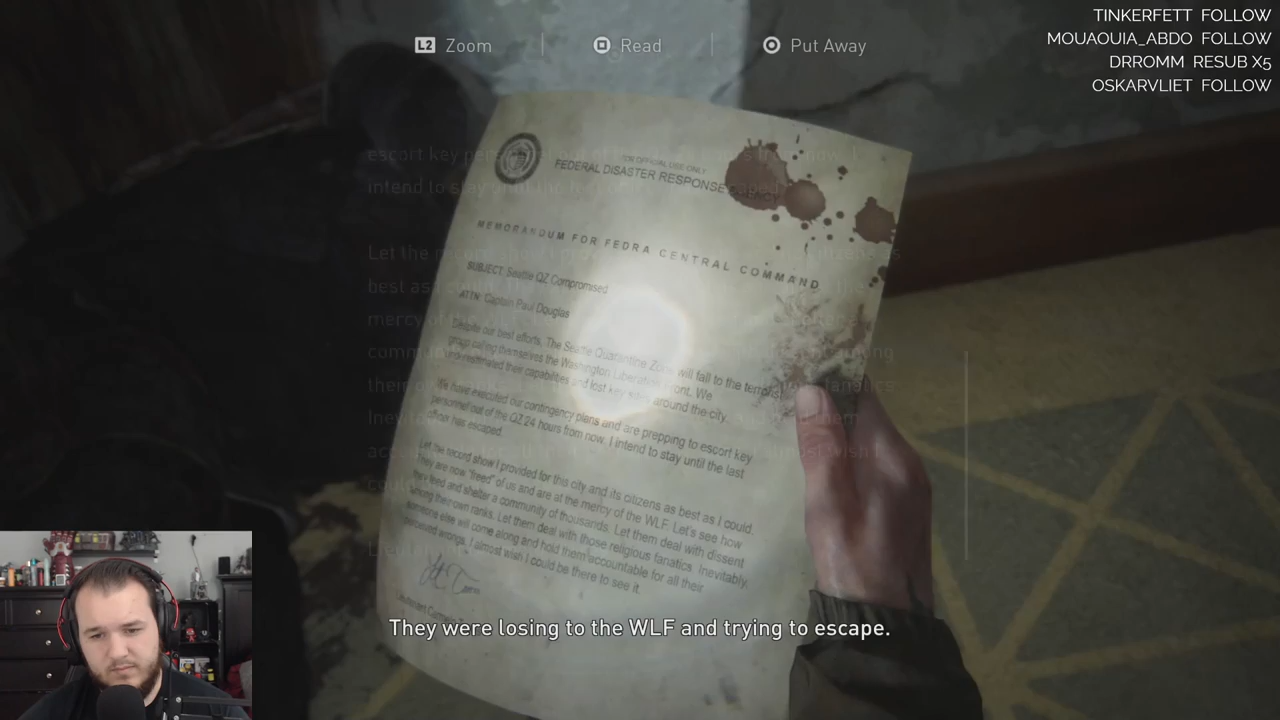 L2 Zoom | Read | Put Away
TINKERFETT FOLLOW
MOUAOUIA_ABDO FOLLOW
DRROMM RESUB X5
OSKARVLIET FOLLOW
FOR OFFICIAL USE ONLY
FEDERAL DISASTER RESPONSE
MEMORANDUM FOR FEDRA CENTRAL COMMAND
SUBJECT: Seattle QZ Compromised
ATTN: Captain Paul Douglas
Despite our best efforts, The Seattle Quarantine Zone will fall to the terrorist
group calling themselves the Washington Liberation Front. We
underestimated their capabilities and lost key sites around the city.
We have executed our contingency plans and are prepping to escort key
personnel out of the QZ 24 hours from now. I intend to stay until the last
officer has escaped.
Let the record show I provided for this city and its citizens as best as I could.
They are now "freed" of us and are at the mercy of the WLF. Let's see how
they feed and shelter a community of thousands. Let them deal with dissent
among their own ranks. Let them deal with those religious fanatics. Inevitably,
someone else will come along and hold them accountable for all their
perceived wrongs. I almost wish I could be there to see it.
Lieutenant
They were losing to the WLF and trying to escape.